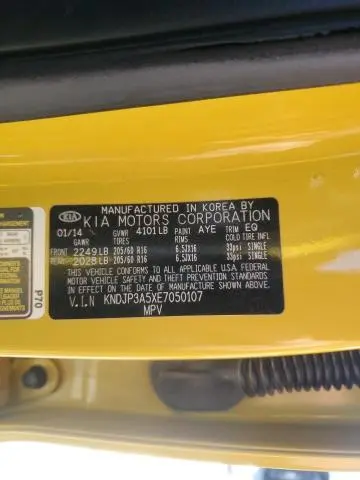 MANUFACTURED IN KOREA BY
KIA KIA MOTORS CORPORATION
01/14 GVWR 4101LB PAINT AYE TRIM EQ
GAWR TIRES RIMS COLD TIRE INFL
FRONT 2249LB 205/60 R16 6.5JX16 33psi SINGLE
REAR 2028LB 205/60 R16 6.5JX16 33psi SINGLE
THIS VEHICLE CONFORMS TO ALL APPLICABLE U.S.A. FEDERAL
MOTOR VEHICLE SAFETY AND THEFT PREVENTION STANDARDS
IN EFFECT ON THE DATE OF MANUFACTURE SHOWN ABOVE.
V.I.N KNDJP3A5XE7050107
MPV
P70